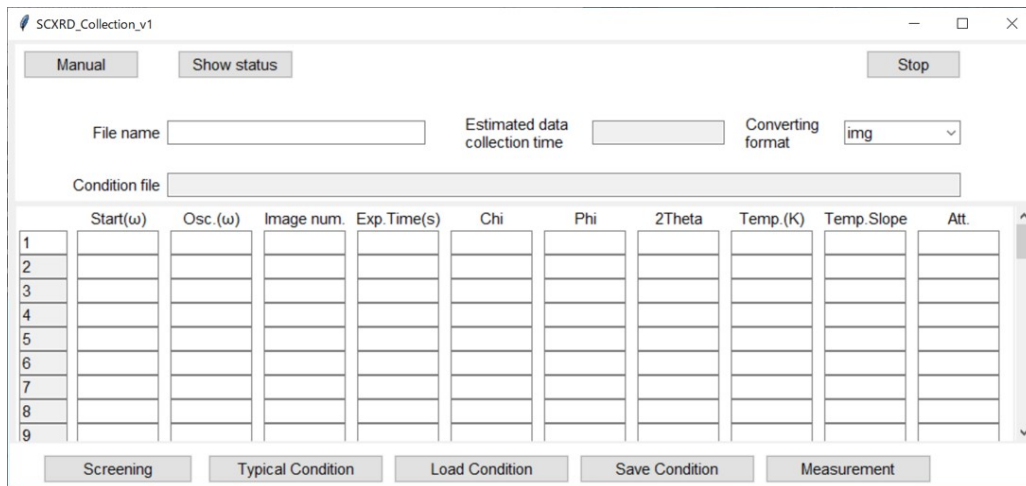 SCXRD_Collection_v1
Manual Show status Stop
File name Estimated data collection time Converting format img
Condition file
Start(ω) Osc.(ω) Image num. Exp.Time(s) Chi Phi 2Theta Temp.(K) Temp.Slope Att.
1
2
3
4
5
6
7
8
9
Screening Typical Condition Load Condition Save Condition Measurement